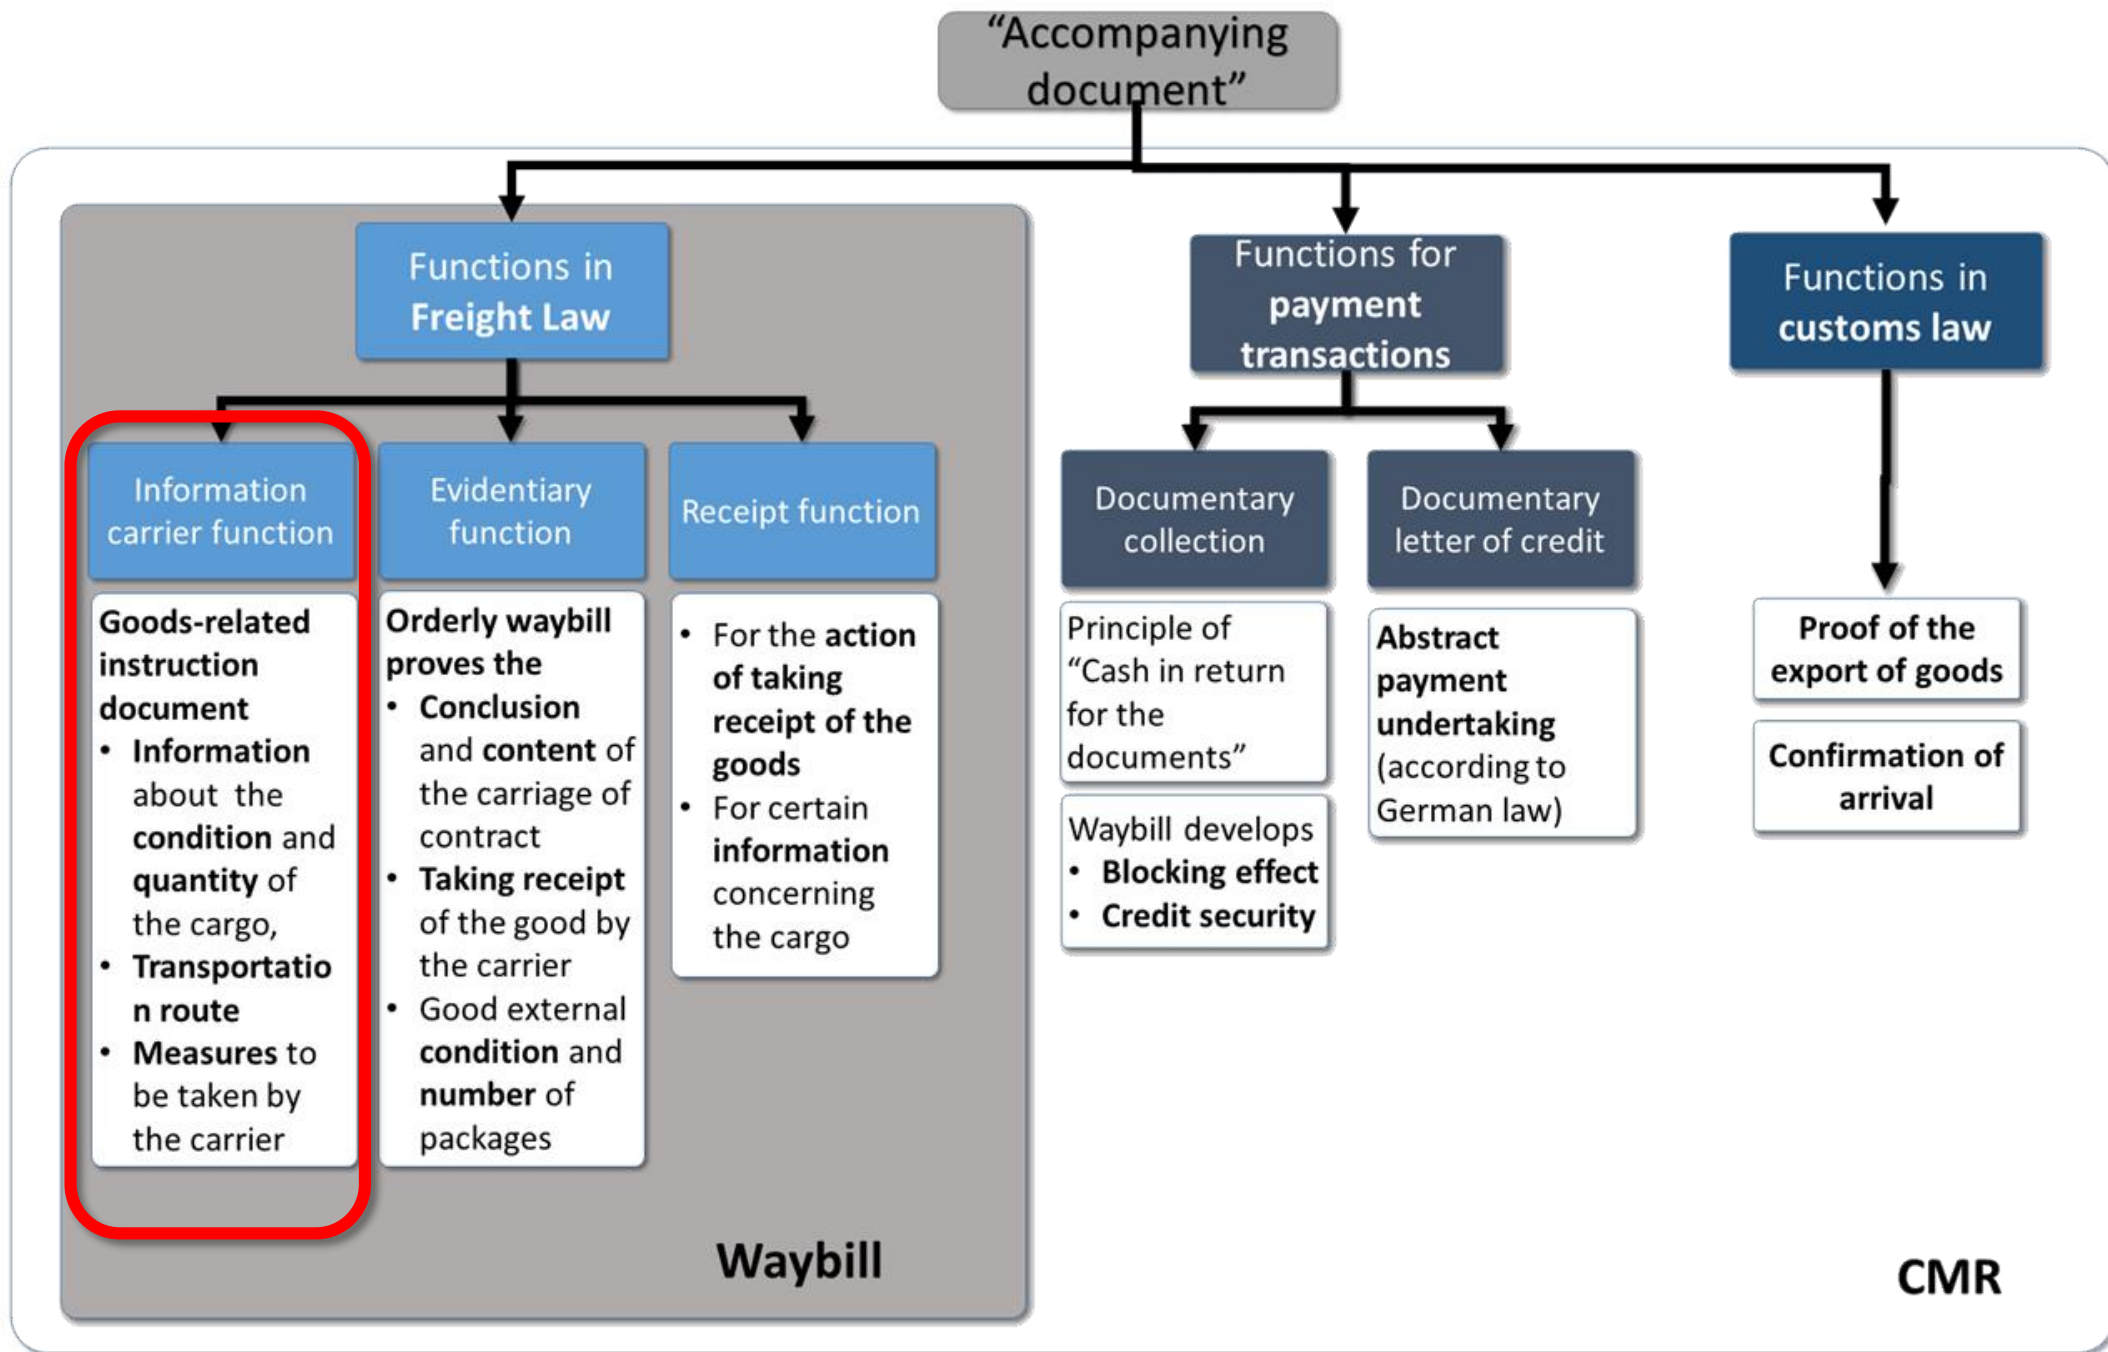 “Accompanying
document”
Functions in
Freight Law
Functions for
payment
transactions
Functions in
customs law
Information
carrier function
Goods-related
instruction
document
• Information
about the
condition and
quantity of
the cargo,
• Transportatio
n route
• Measures to
be taken by
the carrier
Evidentiary
function
Orderly waybill
proves the
• Conclusion
and content of
the carriage of
contract
• Taking receipt
of the good by
the carrier
• Good external
condition and
number of
packages
Receipt function
• For the action
of taking
receipt of the
goods
• For certain
information
concerning
the cargo
Waybill
Documentary
collection
Principle of
“Cash in return
for the
documents”
Waybill develops
• Blocking effect
• Credit security
Documentary
letter of credit
Abstract
payment
undertaking
(according to
German law)
Proof of the
export of goods
Confirmation of
arrival
CMR